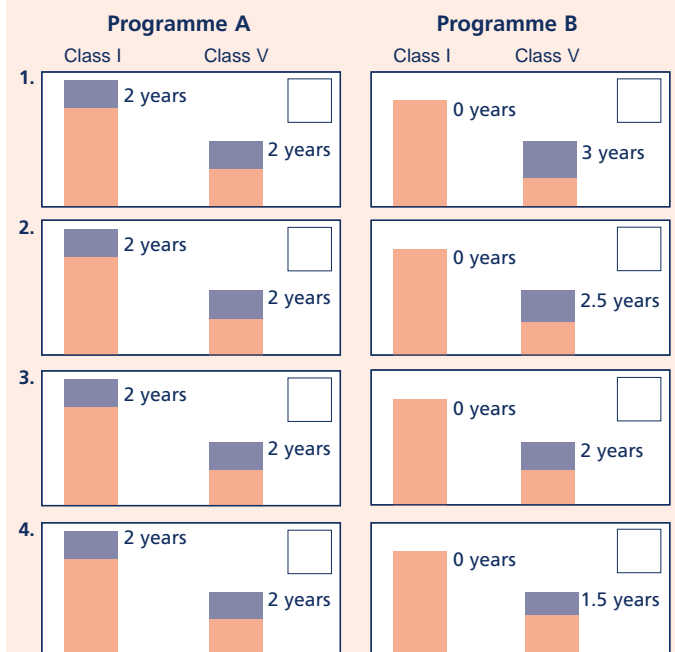 Programme A Programme B
Class I Class V Class I Class V
1.
2 years 0 years
2 years 3 years
2.
2 years 0 years
2 years 2.5 years
3.
2 years 0 years
2 years 2 years
4.
2 years 0 years
2 years 1.5 years